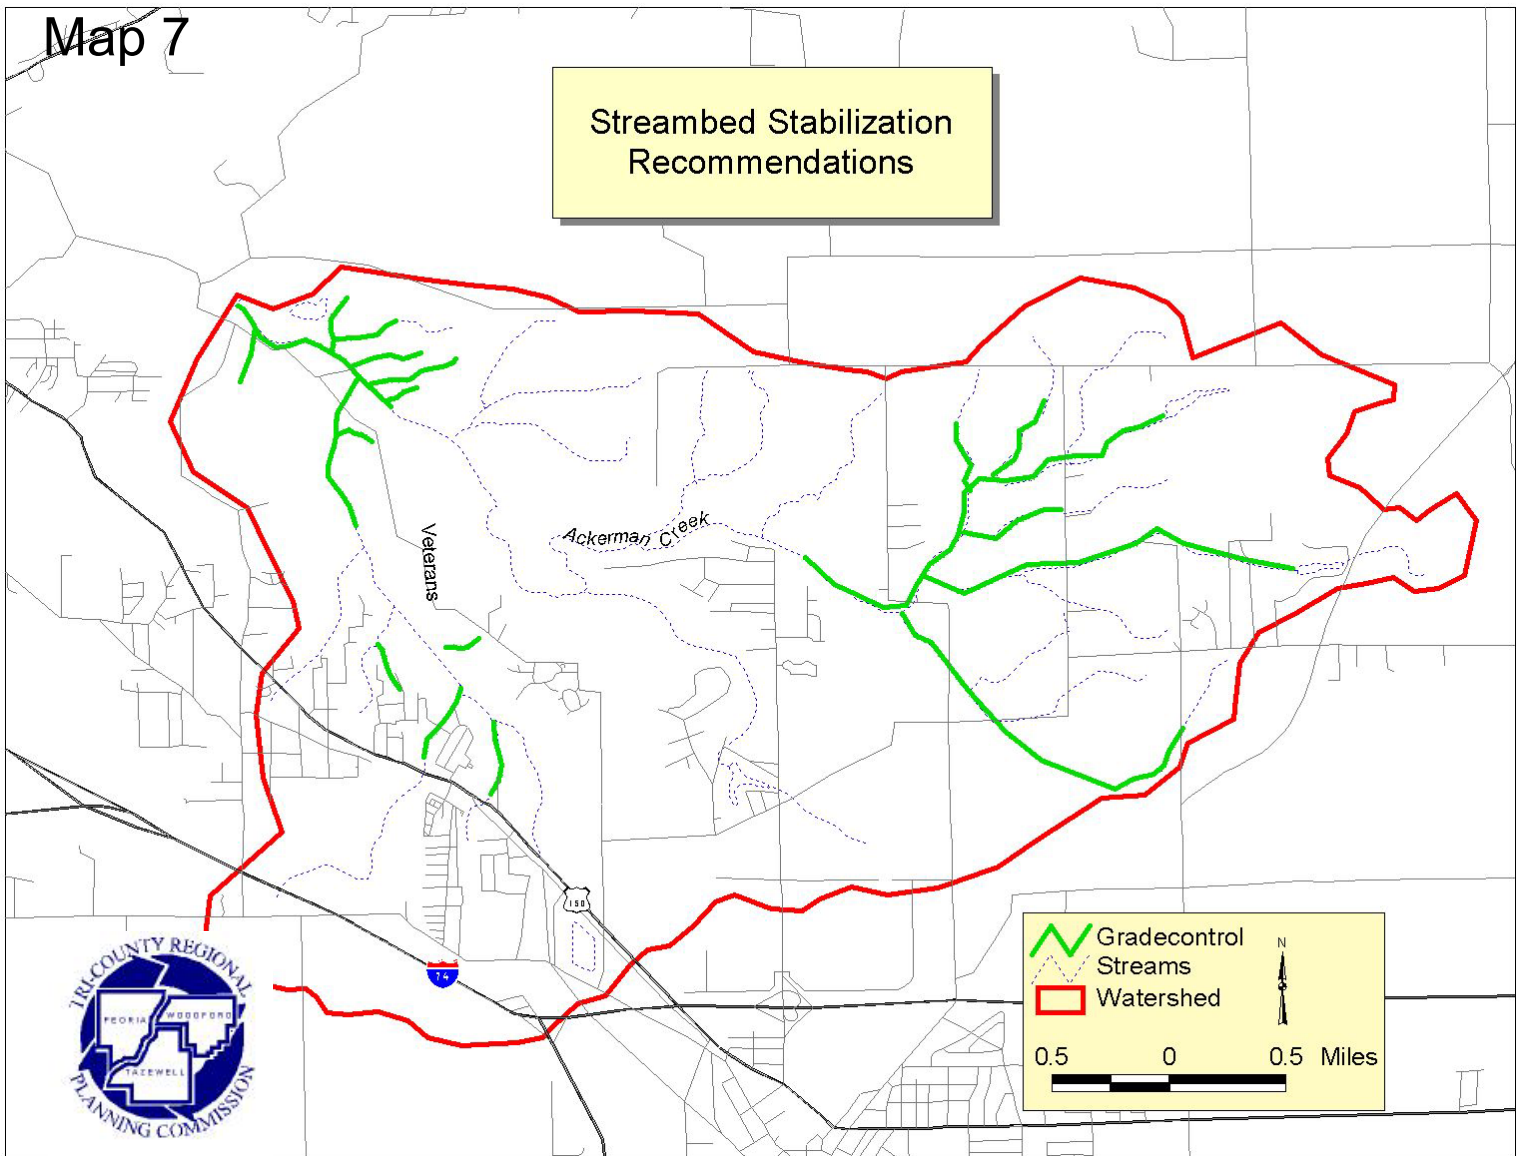 Map 7
Streambed Stabilization
Recommendations
Ackerman Creek
Veterans
150
74
TRI-COUNTY REGIONAL
PEORIA
WOODFORD
TAZEWELL
PLANNING COMMISSION
Gradecontrol
Streams
Watershed
N
0.5 0 0.5 Miles